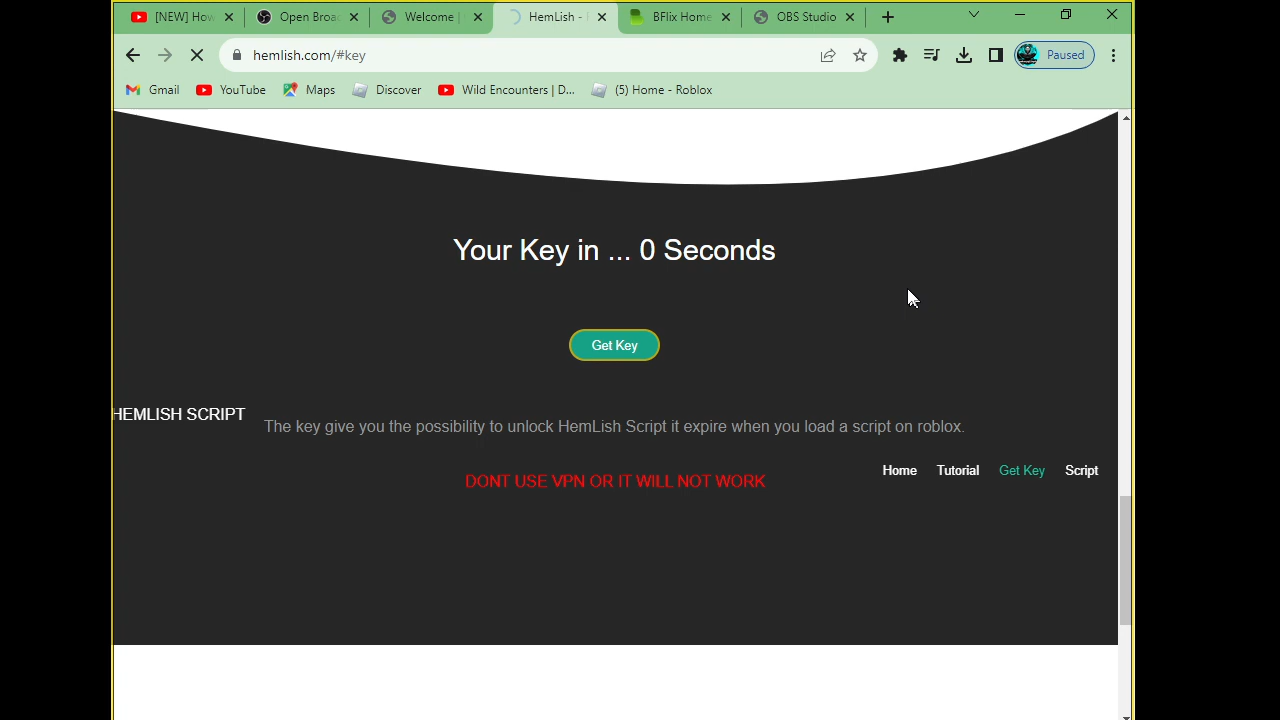 [NEW] How
Open Broad
Welcome |
HemLish -
BFlix Home
OBS Studio
hemlish.com/#key
Paused
Gmail
YouTube
Maps
Discover
Wild Encounters | D...
(5) Home - Roblox
Your Key in ... 0 Seconds
Get Key
HEMLISH SCRIPT
The key give you the possibility to unlock HemLish Script it expire when you load a script on roblox.
Home
Tutorial
Get Key
Script
DONT USE VPN OR IT WILL NOT WORK